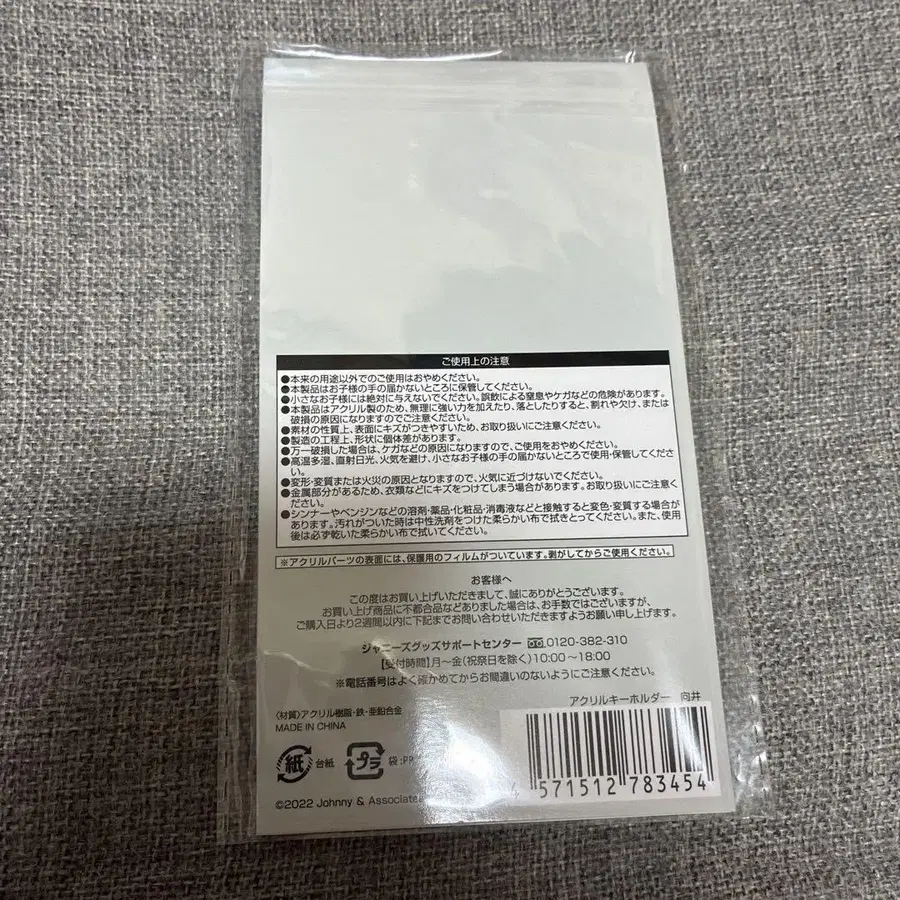 ご使用上の注意
●本来の用途以外でのご使用はおやめください。
●本製品はお子様の手の届かないところに保管してください。
●小さなお子様には絶対に与えないでください。誤飲による窒息やケガなどの危険があります。
●本製品はアクリル製のため、無理に強い力を加えたり、落としたりすると、割れや欠け、または
破損の原因になりますのでご注意ください。
●素材の性質上、表面にキズがつきやすいため、お取り扱いにご注意ください。
●製造の工程上、形状に個体差があります。
●万一破損した場合は、ケガなどの原因になりますので、ご使用をおやめください。
●高温多湿、直射日光、火気を避け、小さなお子様の手の届かないところで使用・保管してくださ
い。
●変形・変質または火災の原因となりますので、火気に近づけないでください。
●金属部分があるため、衣類などにキズをつけてしまう場合があります。お取り扱いにご注意く
ださい。
●シンナーやベンジンなどの溶剤・薬品・化粧品・消毒液などと接触すると変色・変質する場合が
あります。汚れがついた時は中性洗剤をつけた柔らかい布で拭きとってください。また、使用
後は必ず乾いた柔らかい布で拭いてください。
※アクリルパーツの表面には、保護用のフィルムがついています。剥がしてからご使用ください。
お客様へ
この度はお買い上げいただきまして、誠にありがとうございます。
お買い上げ商品に不都合品などありました場合は、お手数ではございますが、
ご購入日より2週間以内に下記までお問い合わせいただきますようお願い申し上げます。
ジャニーズグッズサポートセンター 0120-382-310
【受付時間】月~金(祝祭日を除く)10:00~18:00
※電話番号はよく確かめてからお間違いのないようにご注意ください。
アクリルキーホルダー 向井
〈材質〉アクリル樹脂・鉄・亜鉛合金
MADE IN CHINA
紙 台紙 プラ 袋:PP
4 571512 783454
©2022 Johnny & Associates